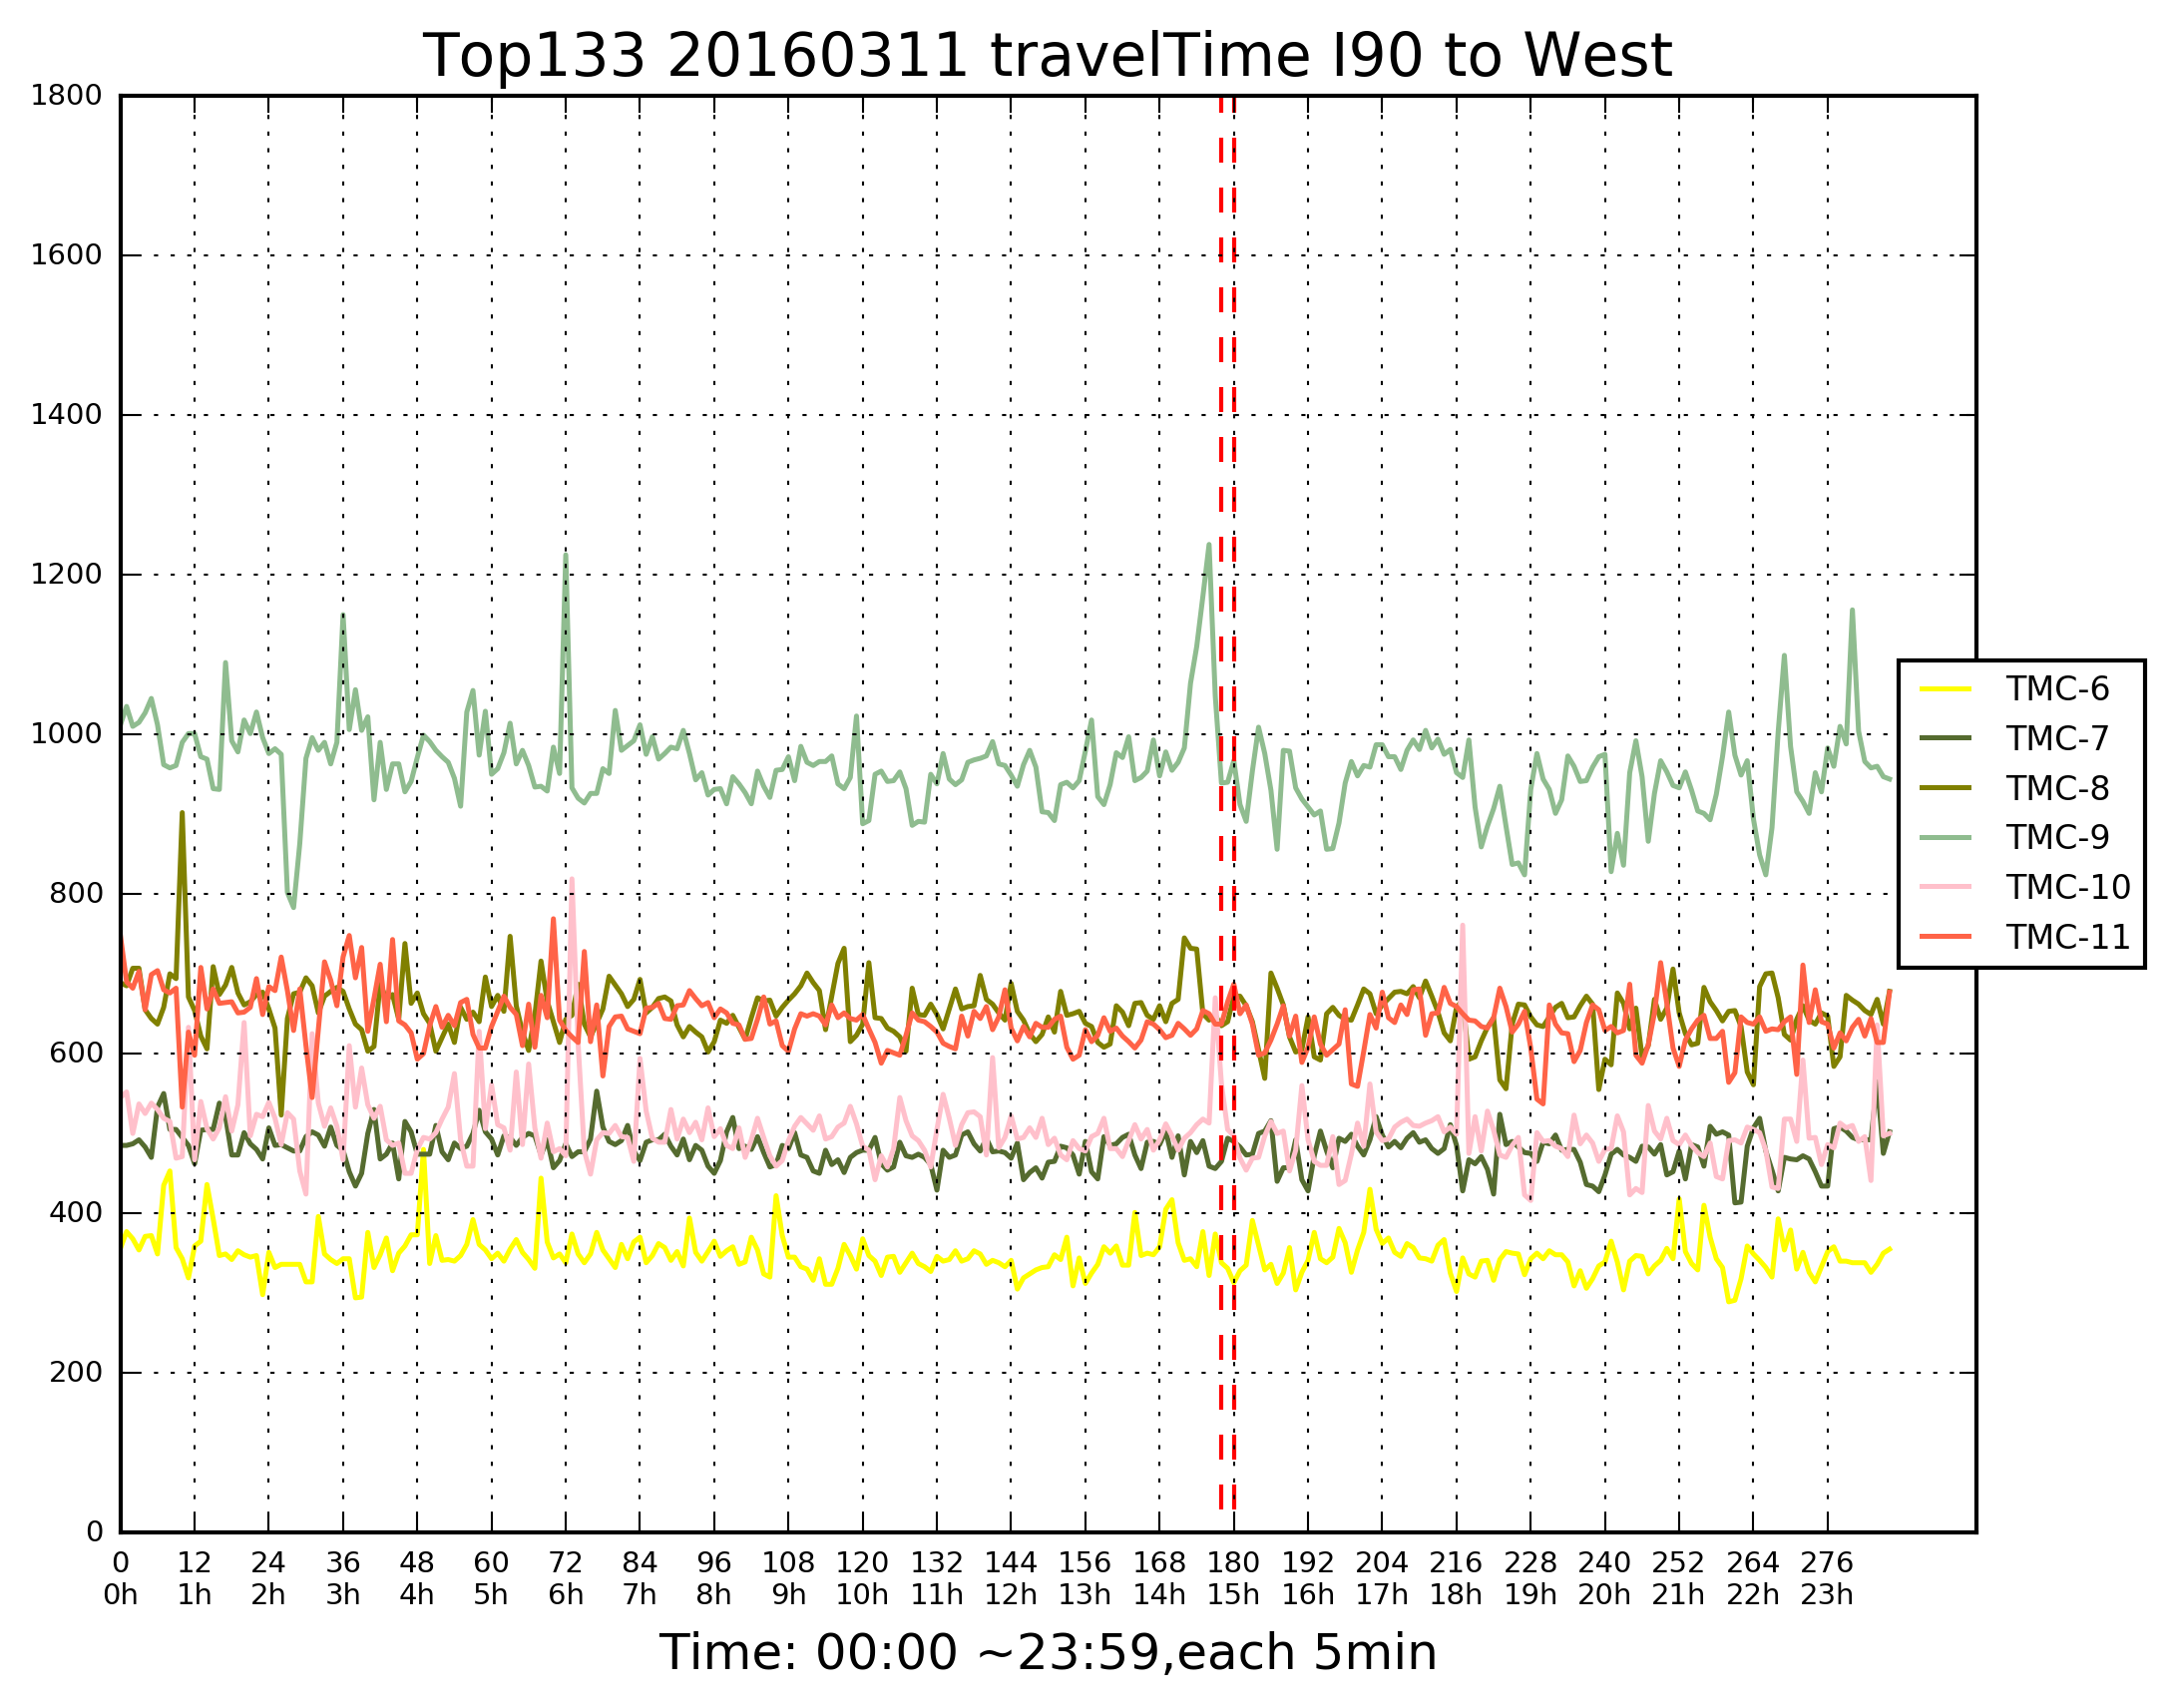 Top133 20160311 travelTime I90 to West
1800
1600
1400
1200
1000
800
600
400
200
0
TMC-6
TMC-7
TMC-8
TMC-9
TMC-10
TMC-11
0 12 24 36 48 60 72 84 96 108 120 132 144 156 168 180 192 204 216 228 240 252 264 276
0h 1h 2h 3h 4h 5h 6h 7h 8h 9h 10h 11h 12h 13h 14h 15h 16h 17h 18h 19h 20h 21h 22h 23h
Time: 00:00 ~23:59,each 5min